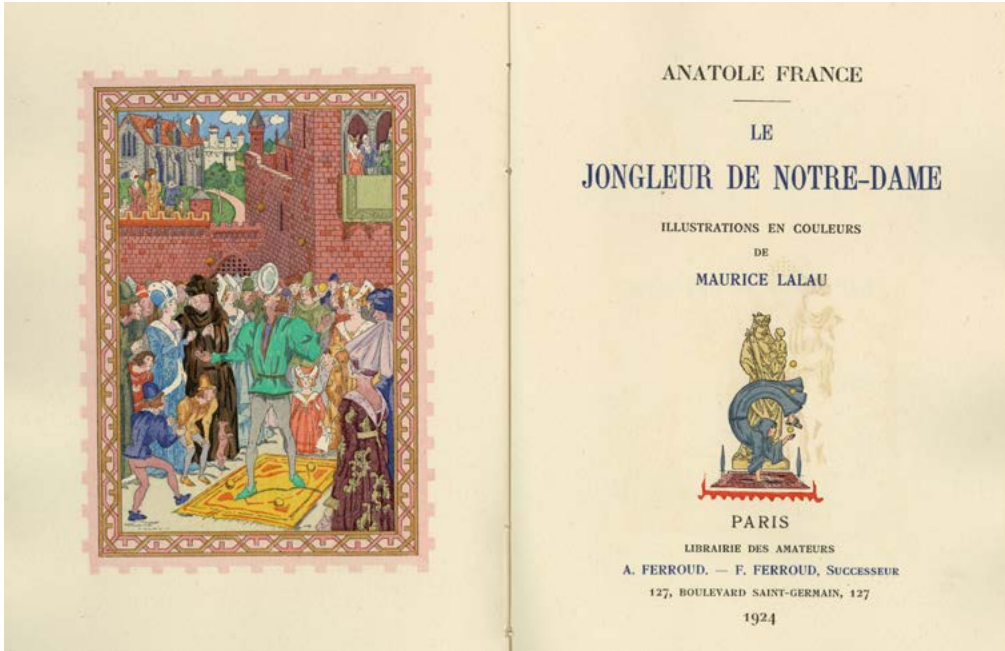 ANATOLE FRANCE
LE
JONGLEUR DE NOTRE-DAME
ILLUSTRATIONS EN COULEURS
DE
MAURICE LALAU
PARIS
LIBRAIRIE DES AMATEURS
A. FERROUD. — F. FERROUD, SUCCESSEUR
127, BOULEVARD SAINT-GERMAIN, 127
1924